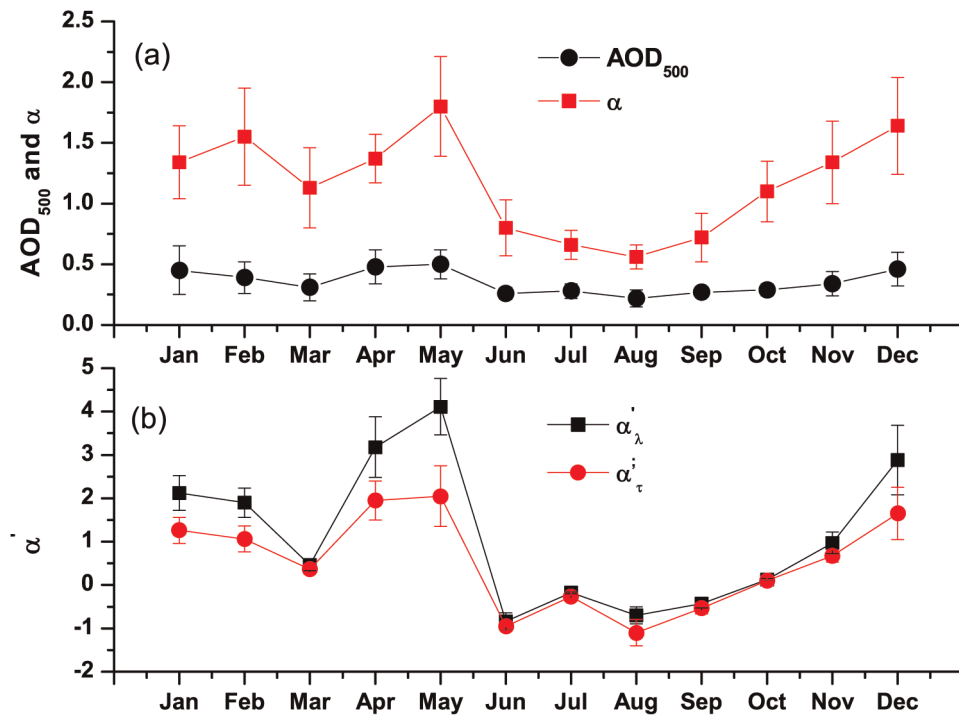 (a)
AOD₅₀₀
α
AOD₅₀₀ and α
2.5
2.0
1.5
1.0
0.5
0.0
Jan Feb Mar Apr May Jun Jul Aug Sep Oct Nov Dec
(b)
α'λ
α;τ
α'
5
4
3
2
1
0
-1
-2
Jan Feb Mar Apr May Jun Jul Aug Sep Oct Nov Dec